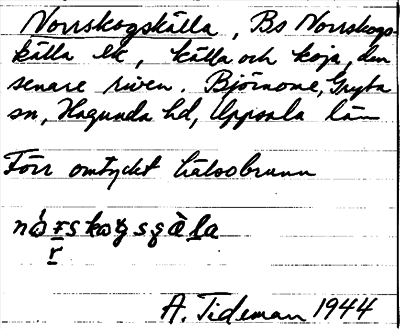 Norrskogskälla, Bs Norrskogs-
källa ek, källa och koja, den
senare riven. Björnome, Gryta
sn, Hagunda hd, Uppsala län
Förr omtyckt hälsobrunn
A. Tideman 1944